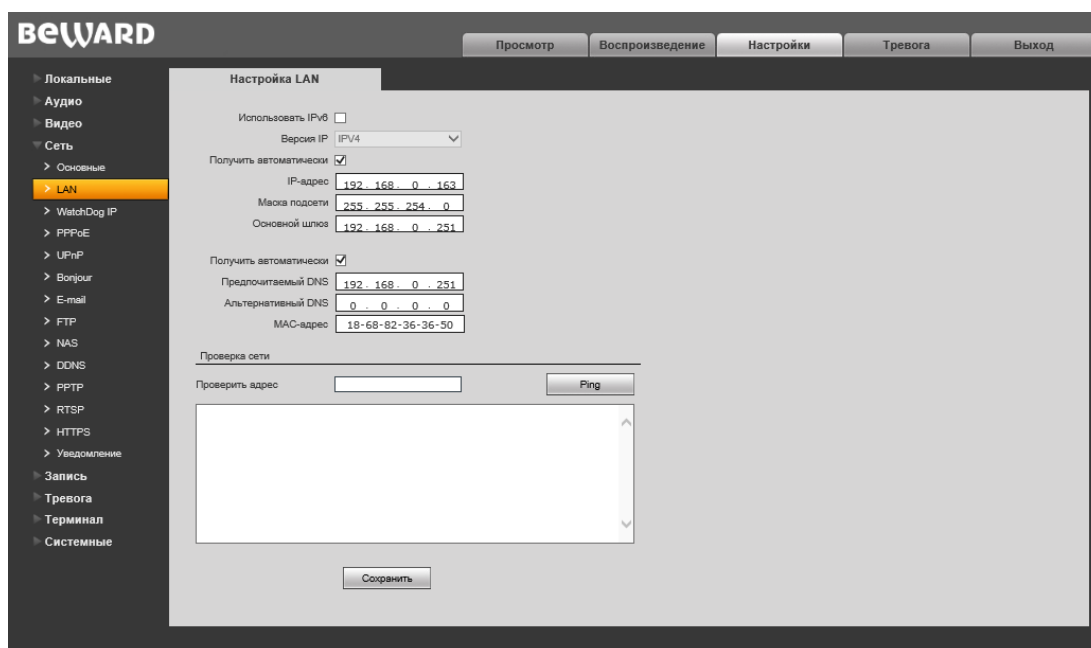 BEWARD
Просмотр
Воспроизведение
Настройки
Тревога
Выход
Локальные
Аудио
Видео
Сеть
Основные
LAN
WatchDog IP
PPPoE
UPnP
Bonjour
E-mail
FTP
NAS
DDNS
PPTP
RTSP
HTTPS
Уведомление
Запись
Тревога
Терминал
Системные
Настройка LAN
Использовать IPv6
Версия IP IPV4
Получить автоматически
IP-адрес 192. 168. 0 . 163
Маска подсети 255. 255. 254. 0
Основной шлюз 192. 168. 0 . 251
Получить автоматически
Предпочитаемый DNS 192. 168. 0 . 251
Альтернативный DNS 0 . 0 . 0 . 0
MAC-адрес 18-68-82-36-36-50
Проверка сети
Проверить адрес Ping
Сохранить